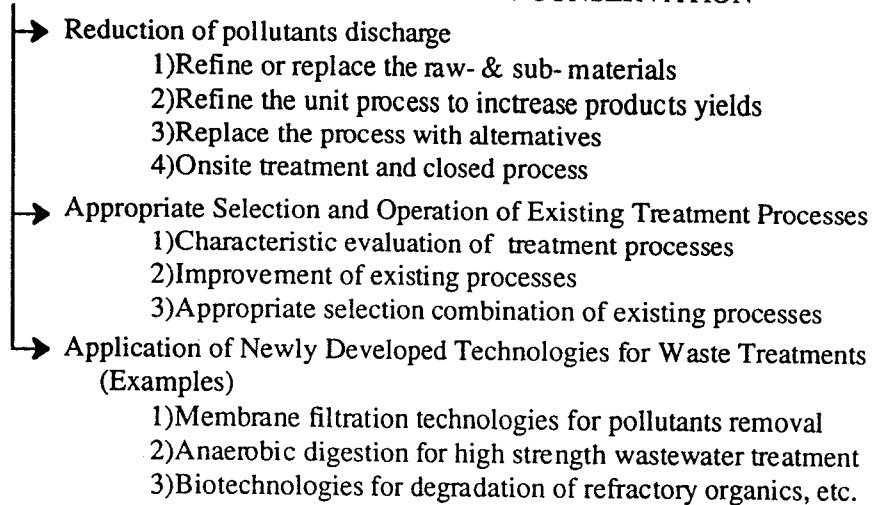 Reduction of pollutants discharge
1)Refine or replace the raw- & sub- materials
2)Refine the unit process to inctrease products yields
3)Replace the process with alternatives
4)Onsite treatment and closed process
Appropriate Selection and Operation of Existing Treatment Processes
1)Characteristic evaluation of treatment processes
2)Improvement of existing processes
3)Appropriate selection combination of existing processes
Application of Newly Developed Technologies for Waste Treatments
(Examples)
1)Membrane filtration technologies for pollutants removal
2)Anaerobic digestion for high strength wastewater treatment
3)Biotechnologies for degradation of refractory organics, etc.